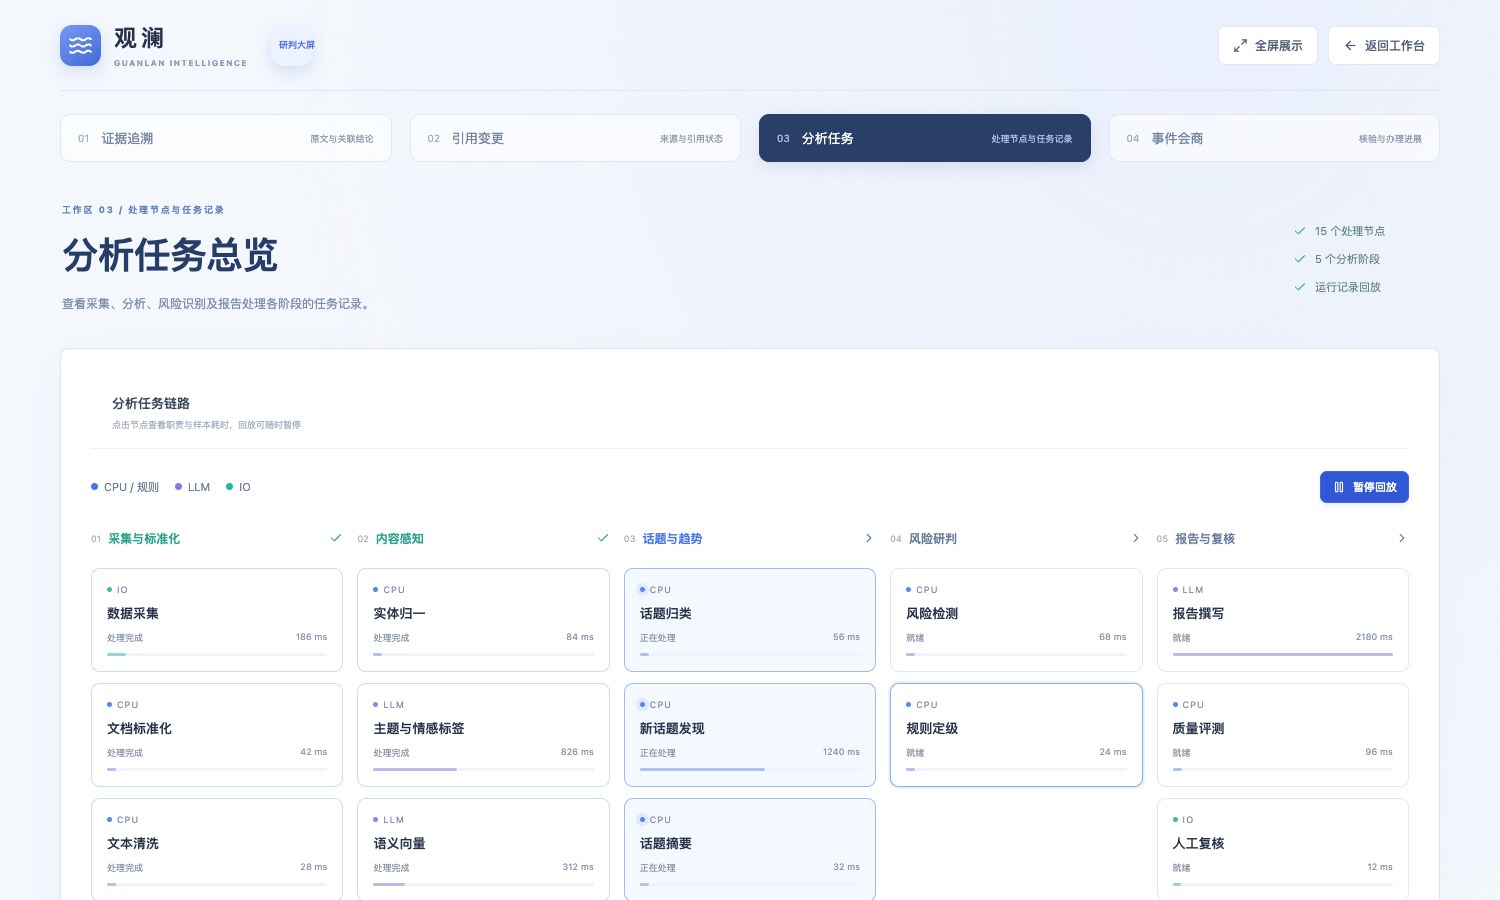 观澜
GUANLAN INTELLIGENCE
研判大屏
全屏展示
返回工作台
01 证据追溯 原文与关联结论
02 引用变更 来源与引用状态
03 分析任务 处理节点与任务记录
04 事件会商 核验与办理进展
工作区 03 / 处理节点与任务记录
分析任务总览
查看采集、分析、风险识别及报告处理各阶段的任务记录。
15 个处理节点
5 个分析阶段
运行记录回放
分析任务链路
点击节点查看职责与样本耗时，回放可随时暂停
CPU / 规则 LLM IO
暂停回放
01 采集与标准化
IO
数据采集
处理完成 186 ms
CPU
文档标准化
处理完成 42 ms
CPU
文本清洗
处理完成 28 ms
02 内容感知
CPU
实体归一
处理完成 84 ms
LLM
主题与情感标签
处理完成 826 ms
LLM
语义向量
处理完成 312 ms
03 话题与趋势
CPU
话题归类
正在处理 56 ms
CPU
新话题发现
正在处理 1240 ms
CPU
话题摘要
正在处理 32 ms
04 风险研判
CPU
风险检测
就绪 68 ms
CPU
规则定级
就绪 24 ms
05 报告与复核
LLM
报告撰写
就绪 2180 ms
CPU
质量评测
就绪 96 ms
IO
人工复核
就绪 12 ms